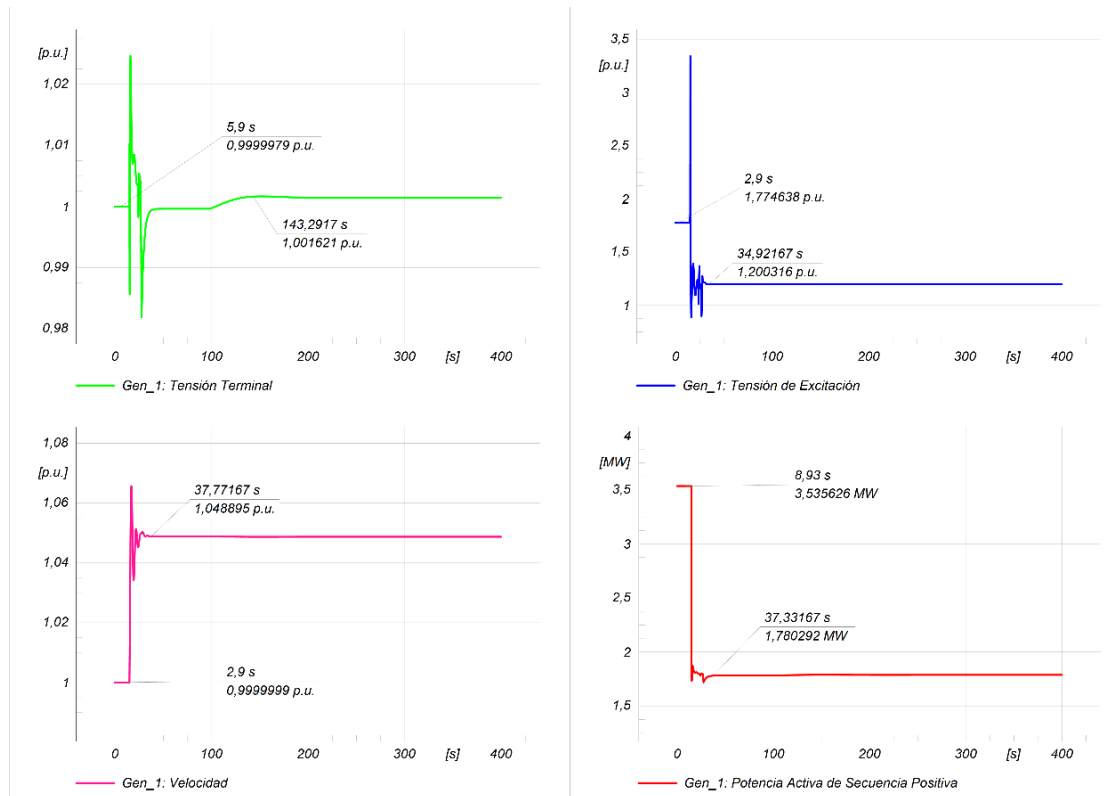 [p.u.]
1,02
1,01
1
0,99
0,98
5,9 s
0,9999979 p.u.
143,2917 s
1,001621 p.u.
0 100 200 300 [s] 400
Gen_1: Tensión Terminal
3,5
[p.u.]
3
2,5
2
1,5
1
2,9 s
1,774638 p.u.
34,92167 s
1,200316 p.u.
0 100 200 300 [s] 400
Gen_1: Tensión de Excitación
1,08
[p.u.]
1,06
1,04
1,02
1
37,77167 s
1,048895 p.u.
2,9 s
0,9999999 p.u.
0 100 200 300 [s] 400
Gen_1: Velocidad
4
[MW]
3,5
3
2,5
2
1,5
8,93 s
3,535626 MW
37,33167 s
1,780292 MW
0 100 200 300 [s] 400
Gen_1: Potencia Activa de Secuencia Positiva